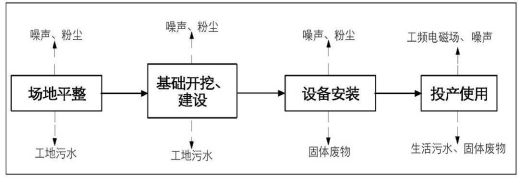 噪声、粉尘
噪声、粉尘
噪声、粉尘
工频电磁场、噪声
场地平整
基础开挖、
建设
设备安装
投产使用
工地污水
工地污水
固体废物
生活污水、固体废物